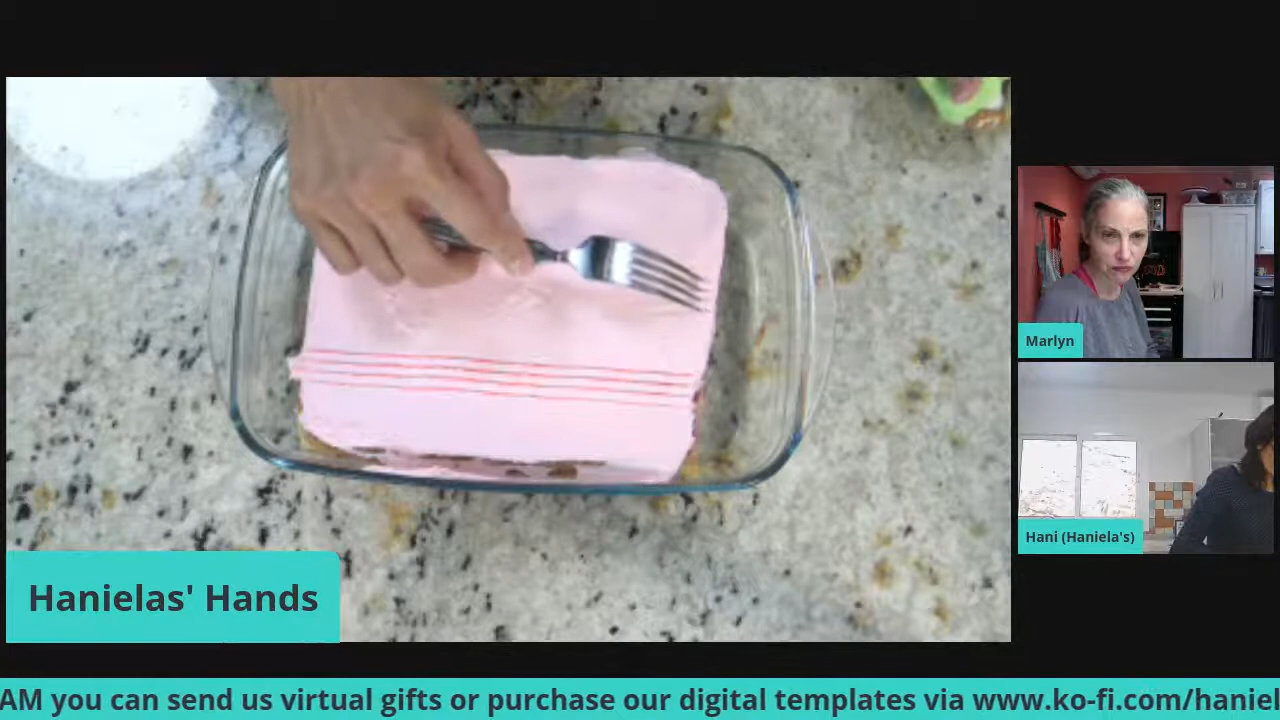 Marlyn
Hani (Haniela's)
Hanielas' Hands
AM you can send us virtual gifts or purchase our digital templates via www.ko-fi.com/haniel